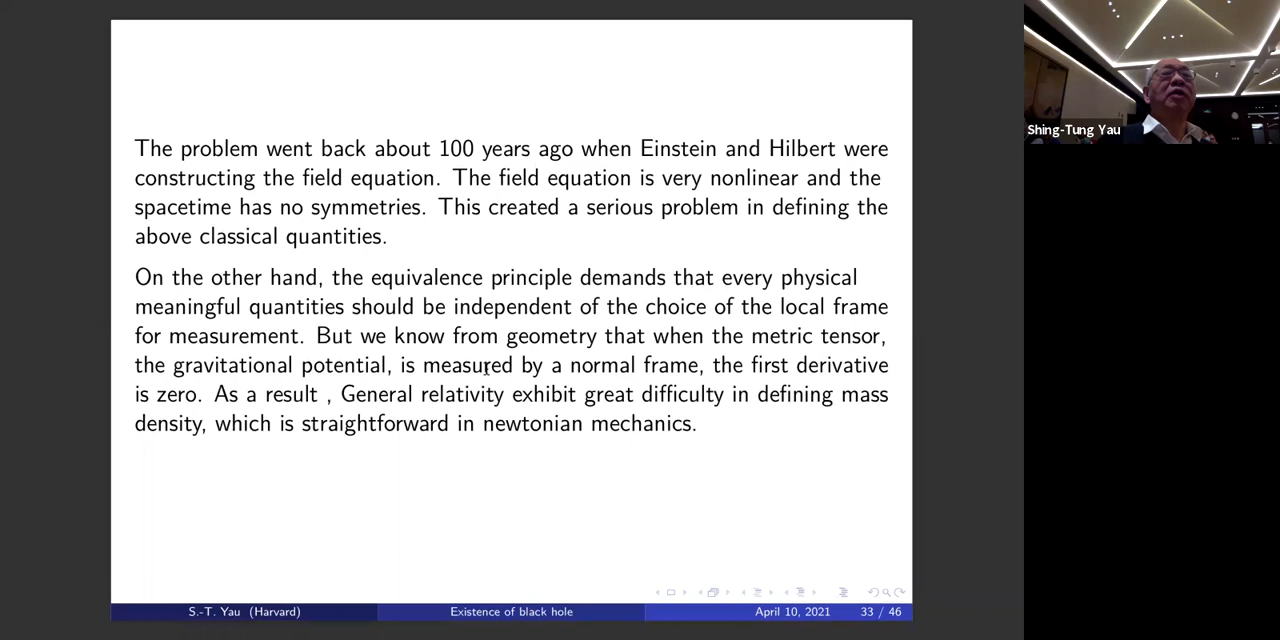 The problem went back about 100 years ago when Einstein and Hilbert were
constructing the field equation. The field equation is very nonlinear and the
spacetime has no symmetries. This created a serious problem in defining the
above classical quantities.
On the other hand, the equivalence principle demands that every physical
meaningful quantities should be independent of the choice of the local frame
for measurement. But we know from geometry that when the metric tensor,
the gravitational potential, is measured by a normal frame, the first derivative
is zero. As a result , General relativity exhibit great difficulty in defining mass
density, which is straightforward in newtonian mechanics.
S.-T. Yau (Harvard)
Existence of black hole
April 10, 2021
33 / 46
Shing-Tung Yau